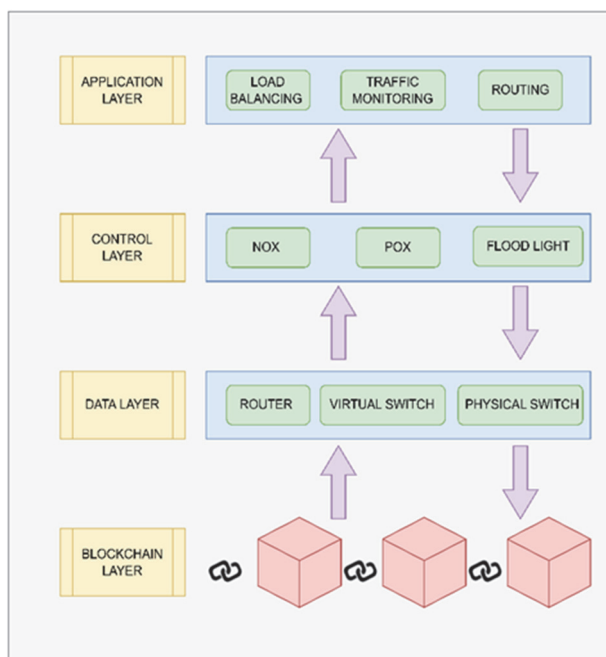 APPLICATION
LAYER
LOAD
BALANCING
TRAFFIC
MONITORING
ROUTING
CONTROL
LAYER
NOX
POX
FLOOD LIGHT
DATA LAYER
ROUTER
VIRTUAL SWITCH
PHYSICAL SWITCH
BLOCKCHAIN
LAYER